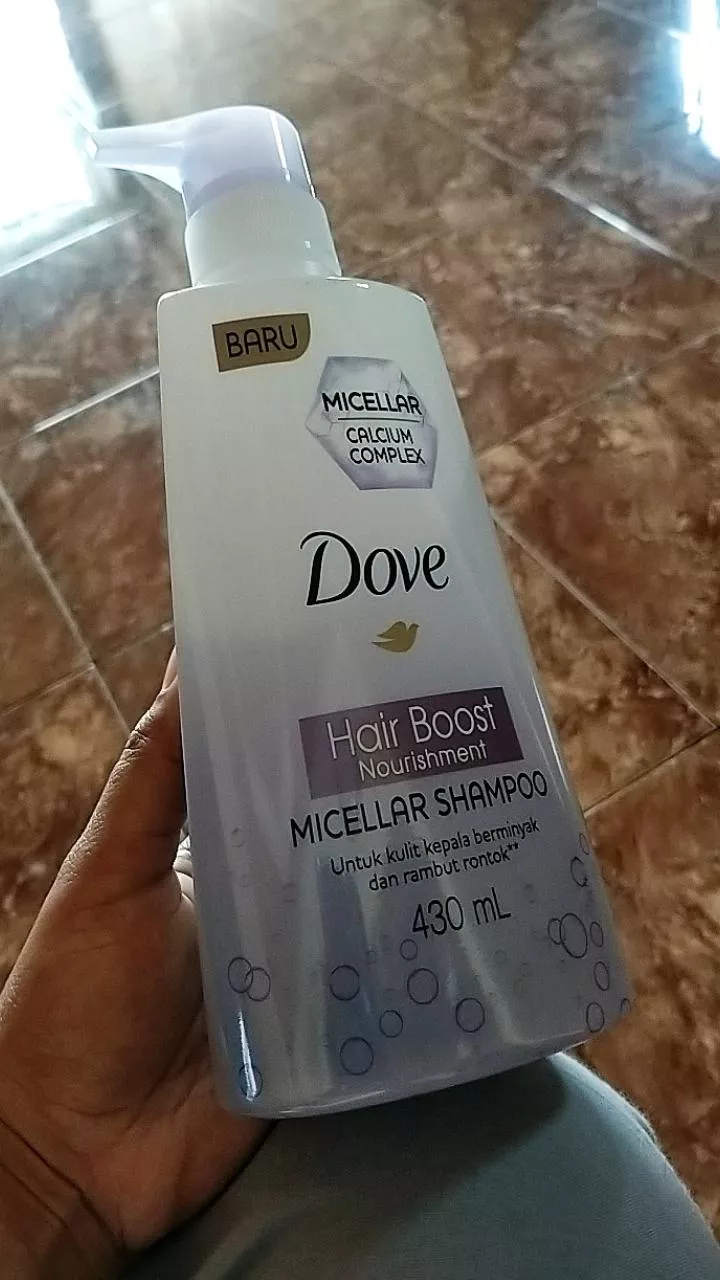 BARU
MICELLAR
CALCIUM
COMPLEX
Dove
Hair Boost
Nourishment
MICELLAR SHAMPOO
Untuk kulit kepala berminyak
dan rambut rontok**
430 mL